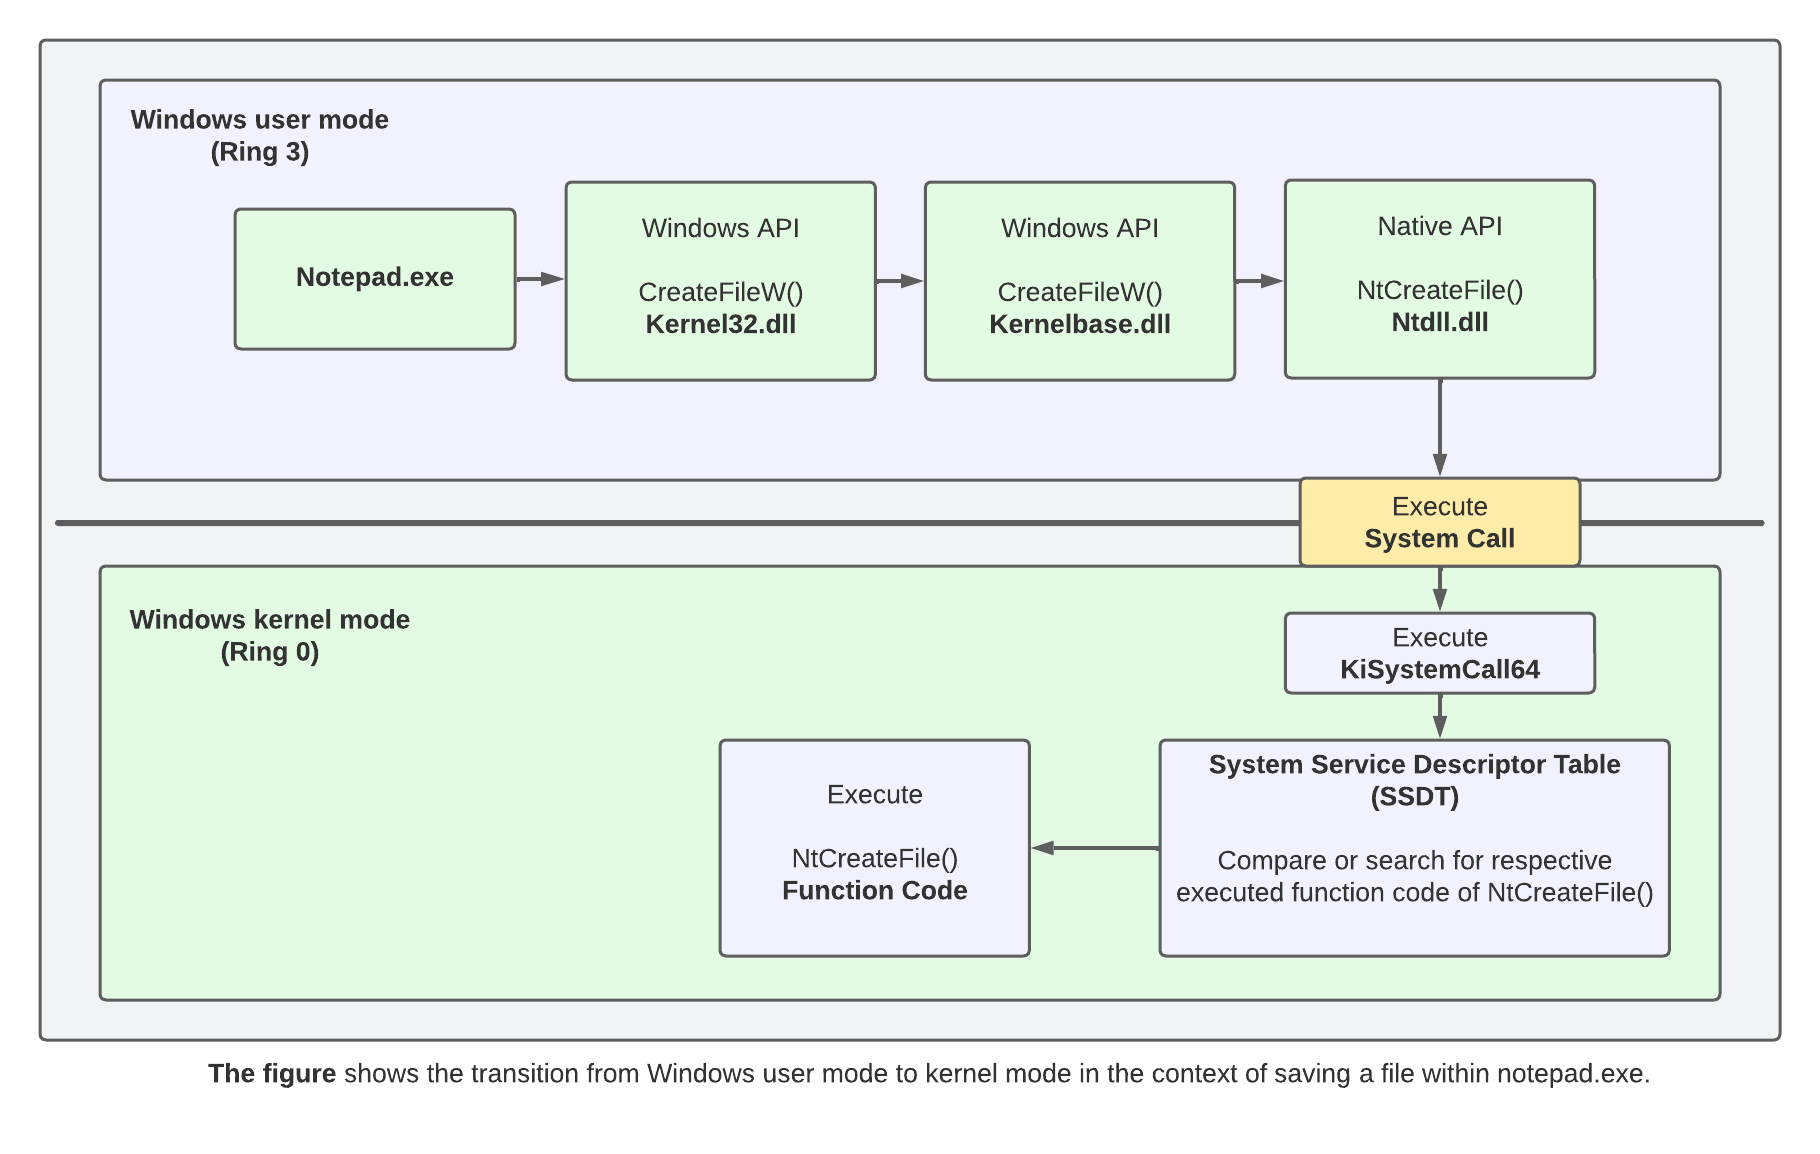 Windows user mode
(Ring 3)
Notepad.exe
Windows API
CreateFileW()
Kernel32.dll
Windows API
CreateFileW()
Kernelbase.dll
Native API
NtCreateFile()
Ntdll.dll
Execute
System Call
Windows kernel mode
(Ring 0)
Execute
KiSystemCall64
System Service Descriptor Table
(SSDT)
Compare or search for respective
executed function code of NtCreateFile()
Execute
NtCreateFile()
Function Code
The figure shows the transition from Windows user mode to kernel mode in the context of saving a file within notepad.exe.